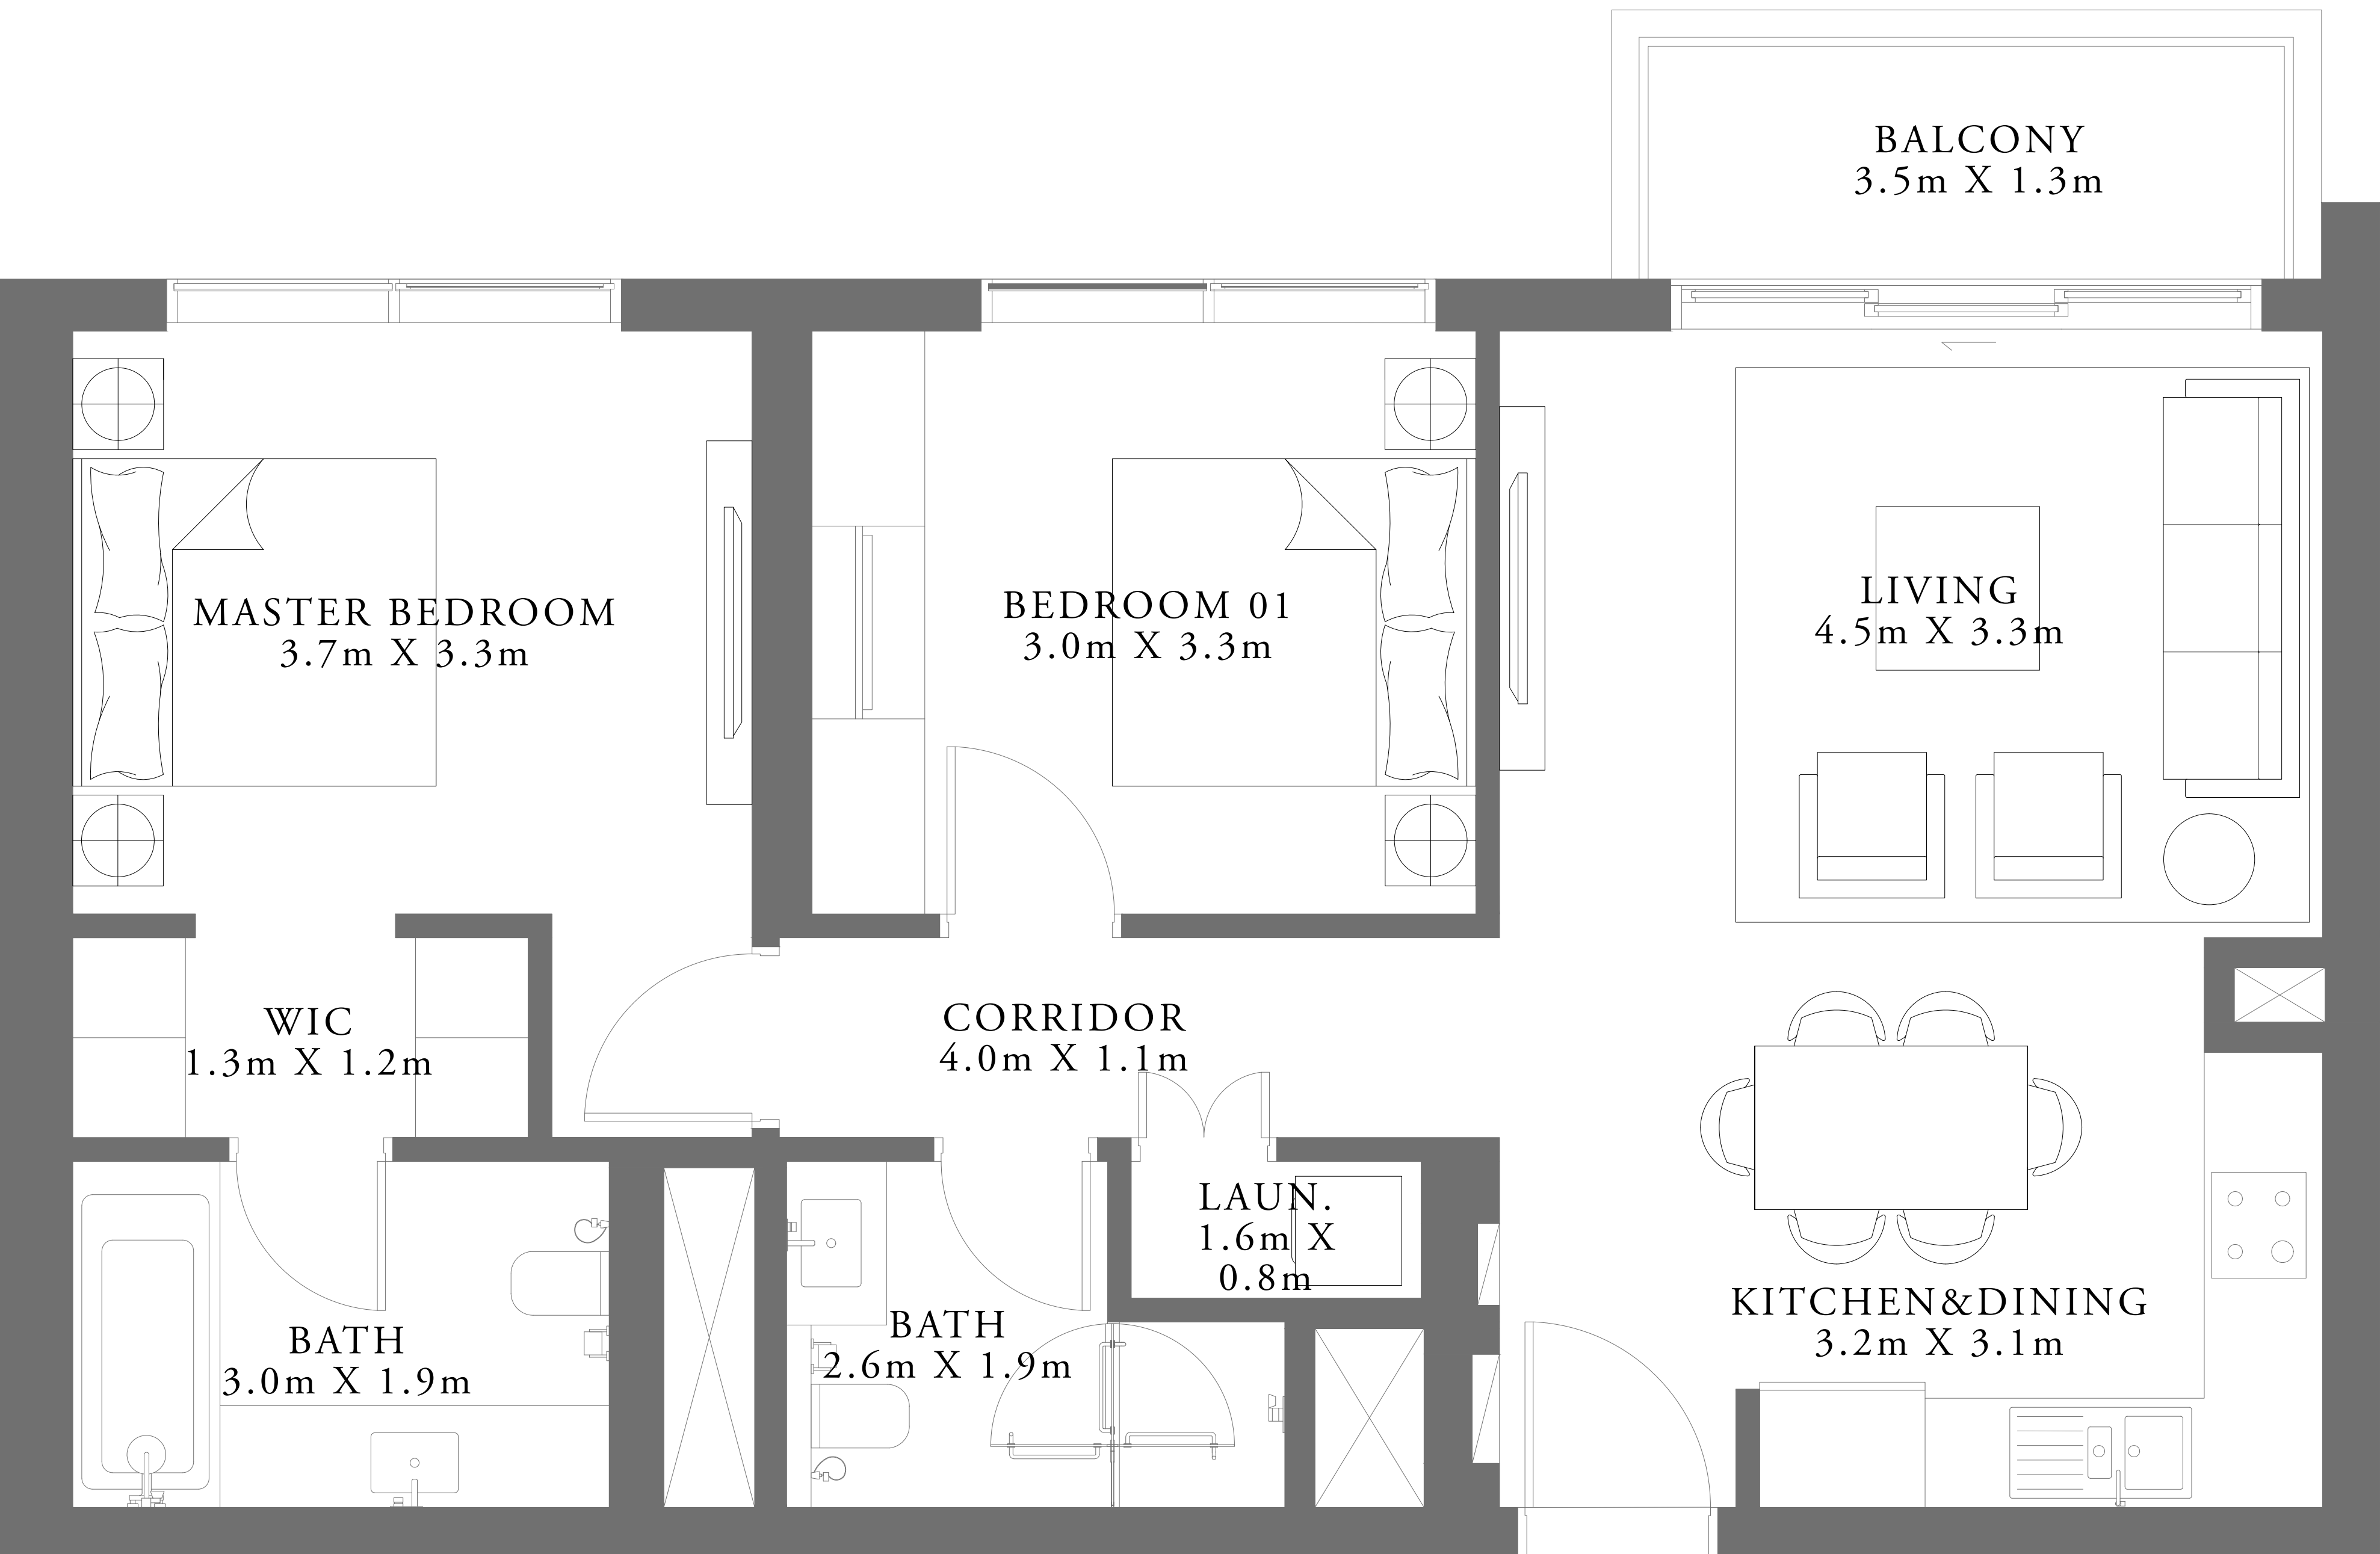 BALCONY
3.5m X 1.3m
MASTER BEDROOM
3.7m X 3.3m
BEDROOM 01
3.0m X 3.3m
LIVING
4.5m X 3.3m
WIC
1.3m X 1.2m
CORRIDOR
4.0m X 1.1m
LAUN.
1.6m X
0.8m
BATH
3.0m X 1.9m
BATH
2.6m X 1.9m
KITCHEN&DINING
3.2m X 3.1m